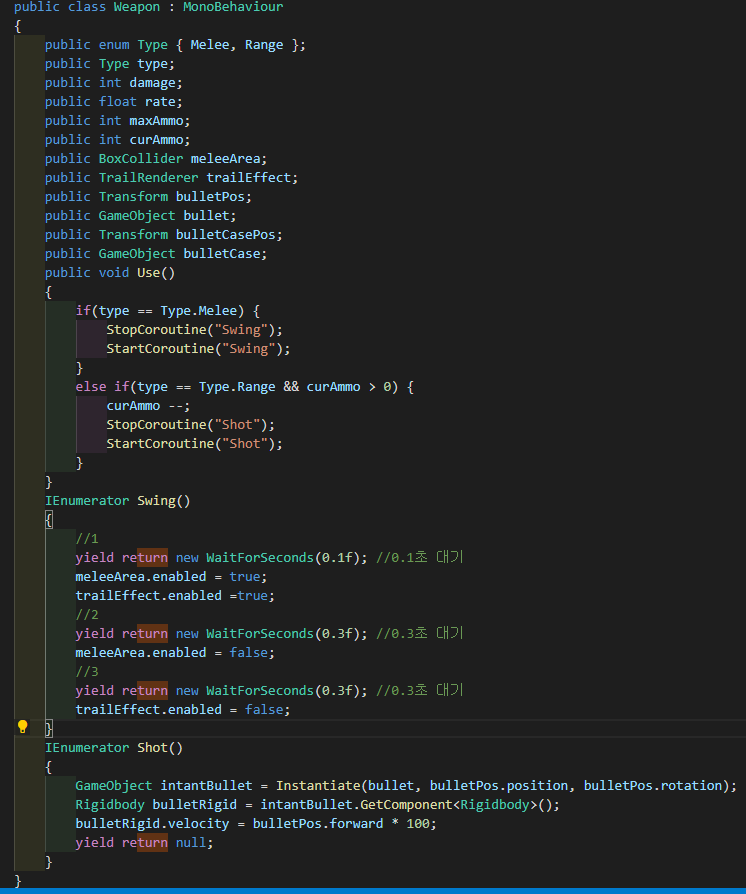 public class Weapon : MonoBehaviour
{
    public enum Type { Melee, Range };
    public Type type;
    public int damage;
    public float rate;
    public int maxAmmo;
    public int curAmmo;
    public BoxCollider meleeArea;
    public TrailRenderer trailEffect;
    public Transform bulletPos;
    public GameObject bullet;
    public Transform bulletCasePos;
    public GameObject bulletCase;
    public void Use()
    {
        if(type == Type.Melee) {
            StopCoroutine("Swing");
            StartCoroutine("Swing");
        }
        else if(type == Type.Range && curAmmo > 0) {
            curAmmo --;
            StopCoroutine("Shot");
            StartCoroutine("Shot");
        }
    }
    IEnumerator Swing()
    {
        //1
        yield return new WaitForSeconds(0.1f); //0.1초 대기
        meleeArea.enabled = true;
        trailEffect.enabled =true;
        //2
        yield return new WaitForSeconds(0.3f); //0.3초 대기
        meleeArea.enabled = false;
        //3
        yield return new WaitForSeconds(0.3f); //0.3초 대기
        trailEffect.enabled = false;
    }
    IEnumerator Shot()
    {
        GameObject intantBullet = Instantiate(bullet, bulletPos.position, bulletPos.rotation);
        Rigidbody bulletRigid = intantBullet.GetComponent<Rigidbody>();
        bulletRigid.velocity = bulletPos.forward * 100;
        yield return null;
    }
}